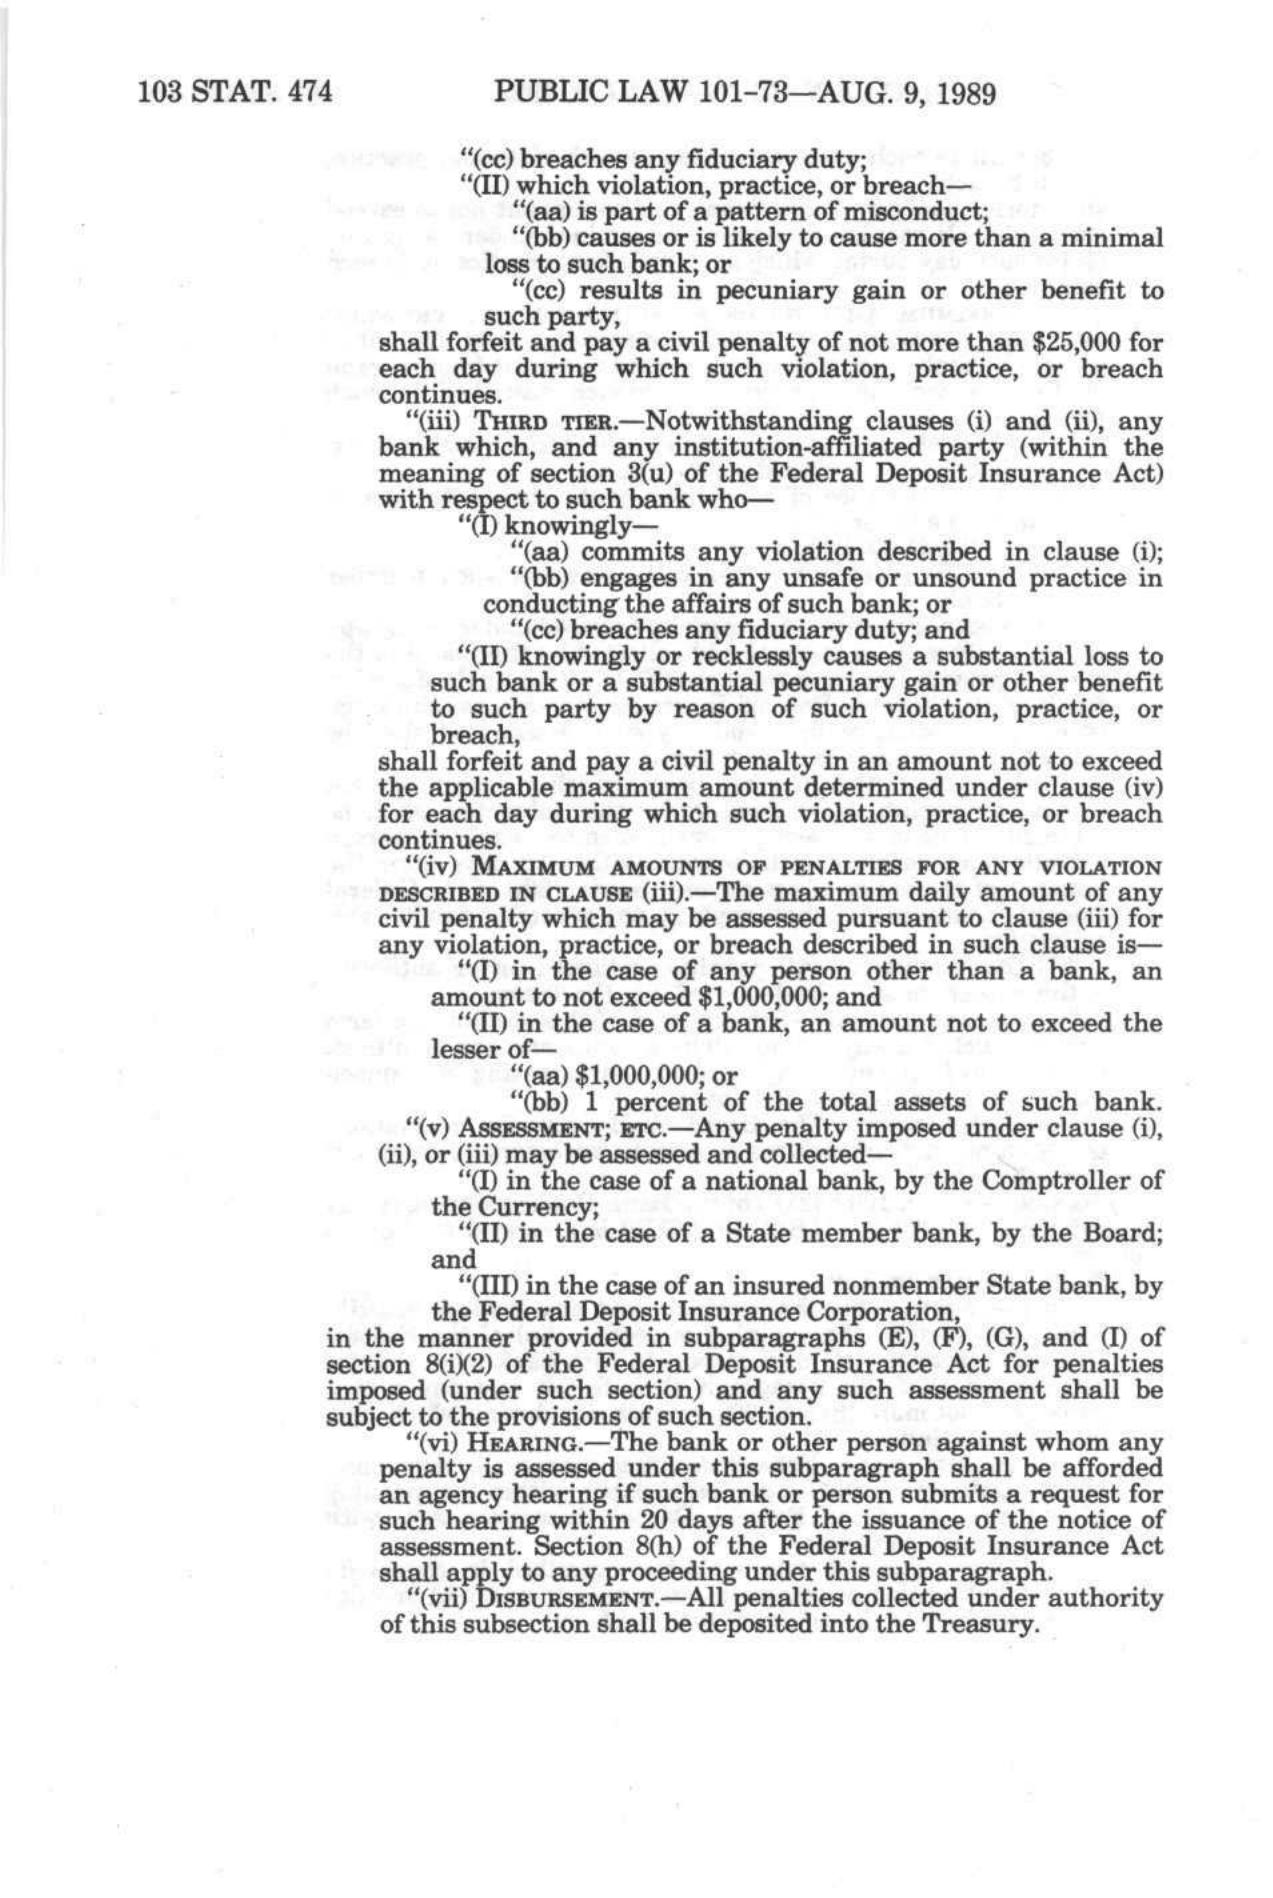 103 STAT. 474 PUBLIC LAW 101-73—AUG. 9, 1989
"(cc) breaches any fiduciary duty;
"(II) which violation, practice, or breach—
"(aa) is part of a pattern of misconduct;
"(bb) causes or is likely to cause more than a minimal
loss to such bank; or
"(cc) results in pecuniary gain or other benefit to
such party,
shall forfeit and pay a civil penalty of not more than $25,000 for
each day during which such violation, practice, or breach
continues.
"(iii) THIRD TIER.—Notwithstanding clauses (i) and (ii), any
bank which, and any institution-affiliated party (within the
meaning of section 3(u) of the Federal Deposit Insurance Act)
with respect to such bank who—
"(I) knowingly—
"(aa) commits any violation described in clause (i);
"(bb) engages in any unsafe or unsound practice in
conducting the affairs of such bank; or
"(cc) breaches any fiduciary duty; and
"(II) knowingly or recklessly causes a substantial loss to
such bank or a substantial pecuniary gain or other benefit
to such party by reason of such violation, practice, or
breach,
shall forfeit and pay a civil penalty in an amount not to exceed
the applicable maximum amount determined under clause (iv)
for each day during which such violation, practice, or breach
continues.
"(iv) MAXIMUM AMOUNTS OF PENALTIES FOR ANY VIOLATION
DESCRIBED IN CLAUSE (iii).—The maximum daily amount of any
civil penalty which may be assessed pursuant to clause (iii) for
any violation, practice, or breach described in such clause is—
"(I) in the case of any person other than a bank, an
amount to not exceed $1,000,000; and
"(II) in the case of a bank, an amount not to exceed the
lesser of—
"(aa) $1,000,000; or
"(bb) 1 percent of the total assets of such bank.
"(v) ASSESSMENT; ETC.—Any penalty imposed under clause (i),
(ii), or (iii) may be assessed and collected—
"(I) in the case of a national bank, by the Comptroller of
the Currency;
"(II) in the case of a State member bank, by the Board;
and
"(III) in the case of an insured nonmember State bank, by
the Federal Deposit Insurance Corporation,
in the manner provided in subparagraphs (E), (F), (G), and (I) of
section 8(i)(2) of the Federal Deposit Insurance Act for penalties
imposed (under such section) and any such assessment shall be
subject to the provisions of such section.
"(vi) HEARING.—The bank or other person against whom any
penalty is assessed under this subparagraph shall be afforded
an agency hearing if such bank or person submits a request for
such hearing within 20 days after the issuance of the notice of
assessment. Section 8(h) of the Federal Deposit Insurance Act
shall apply to any proceeding under this subparagraph.
"(vii) DISBURSEMENT.—All penalties collected under authority
of this subsection shall be deposited into the Treasury.